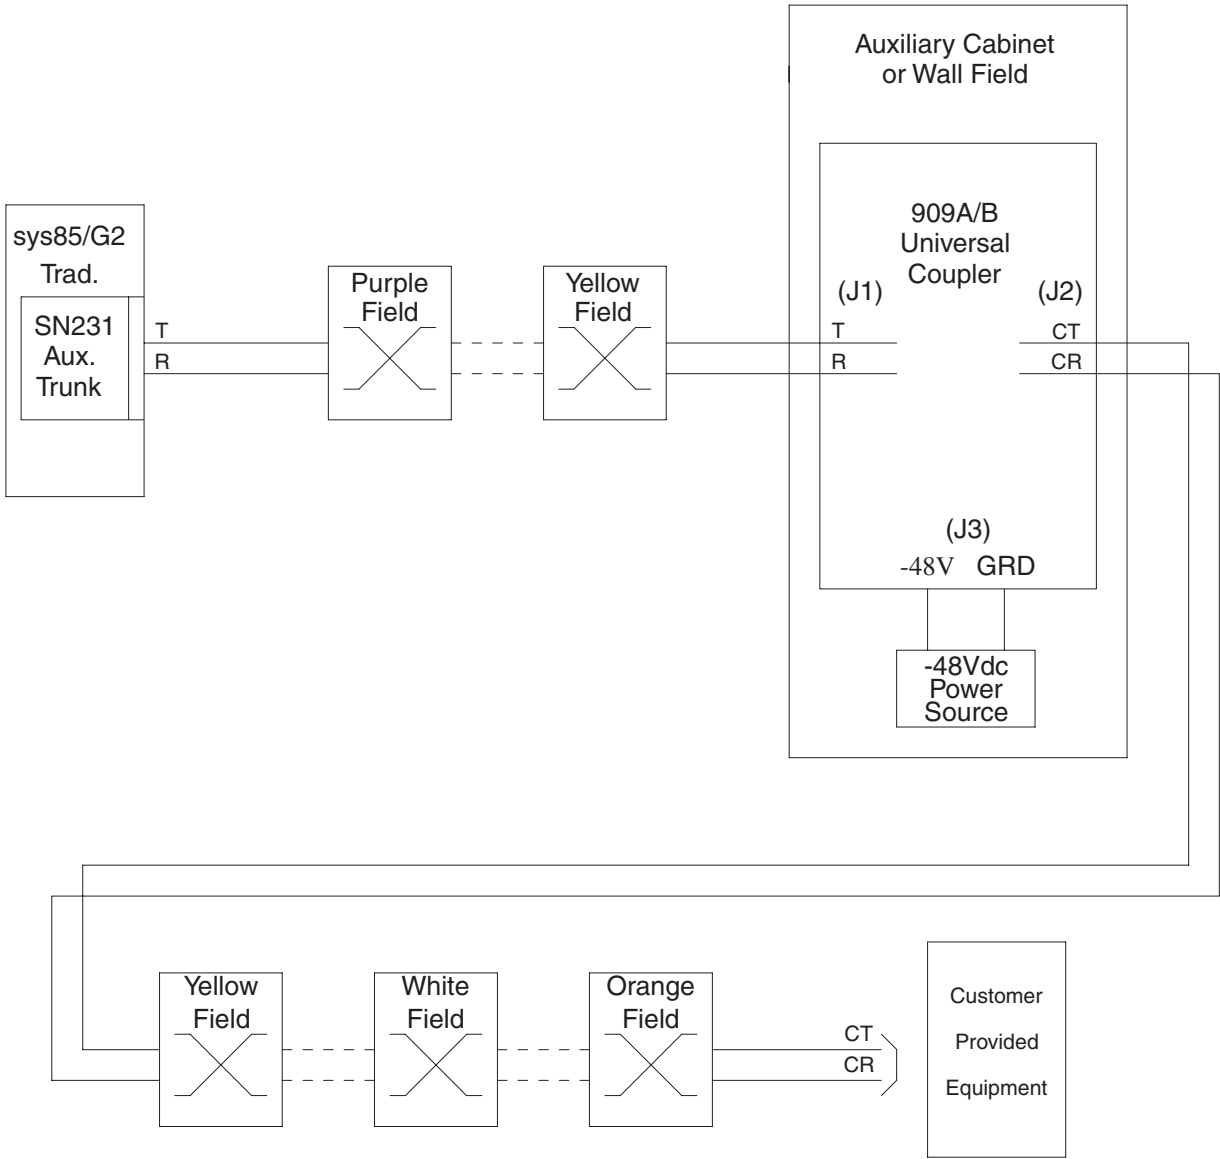 Auxiliary Cabinet
or Wall Field
sys85/G2
Trad.
SN231
Aux.
Trunk
T
R
Purple
Field
Yellow
Field
909A/B
Universal
Coupler
(J1)
T
R
(J2)
CT
CR
(J3)
-48V GRD
-48Vdc
Power
Source
Yellow
Field
White
Field
Orange
Field
CT
CR
Customer
Provided
Equipment